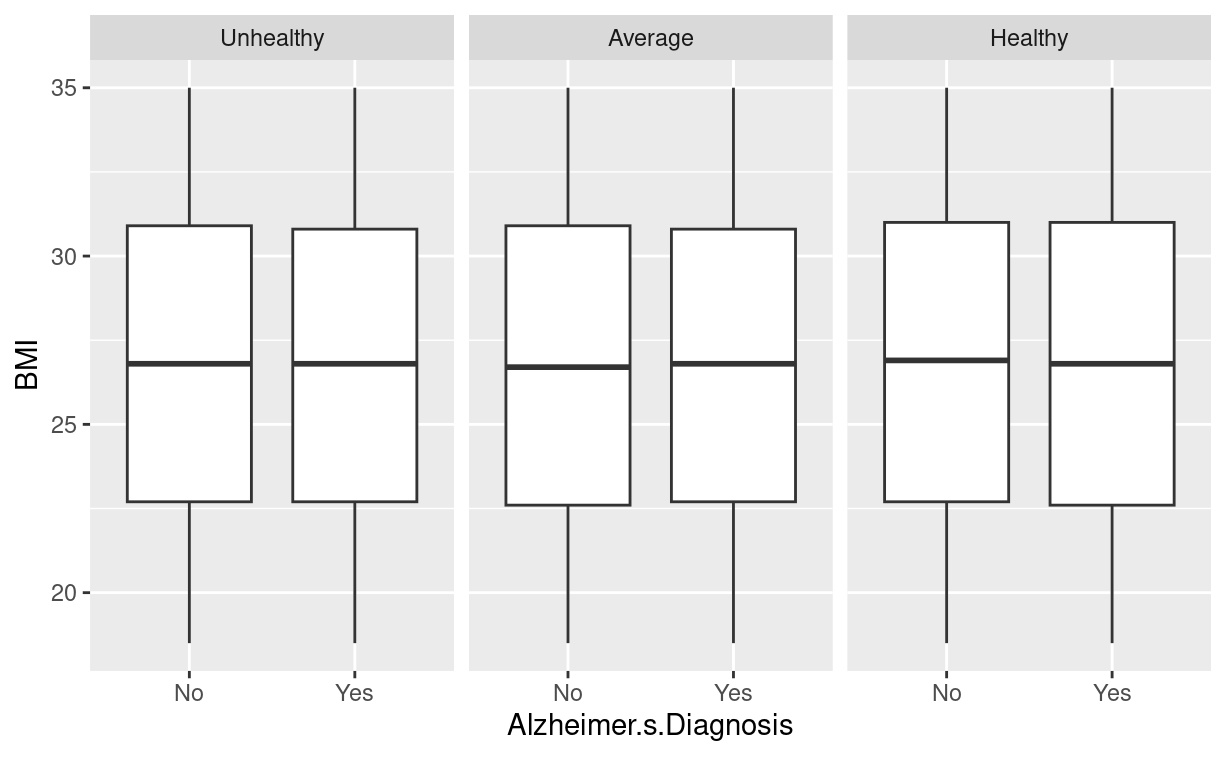 Unhealthy Average Healthy
35
30
25
20
BMI
No Yes No Yes No Yes
Alzheimer.s.Diagnosis